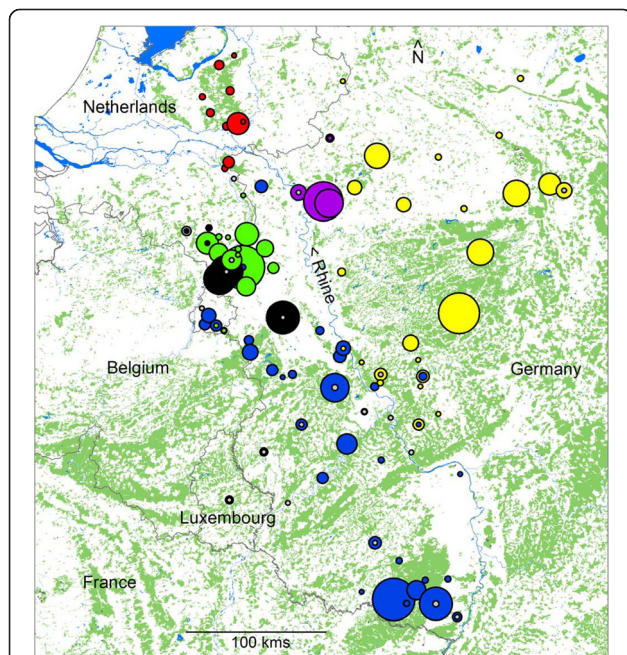 ^
N
Netherlands
< Rhine
Belgium
Germany
Luxembourg
France
100 kms